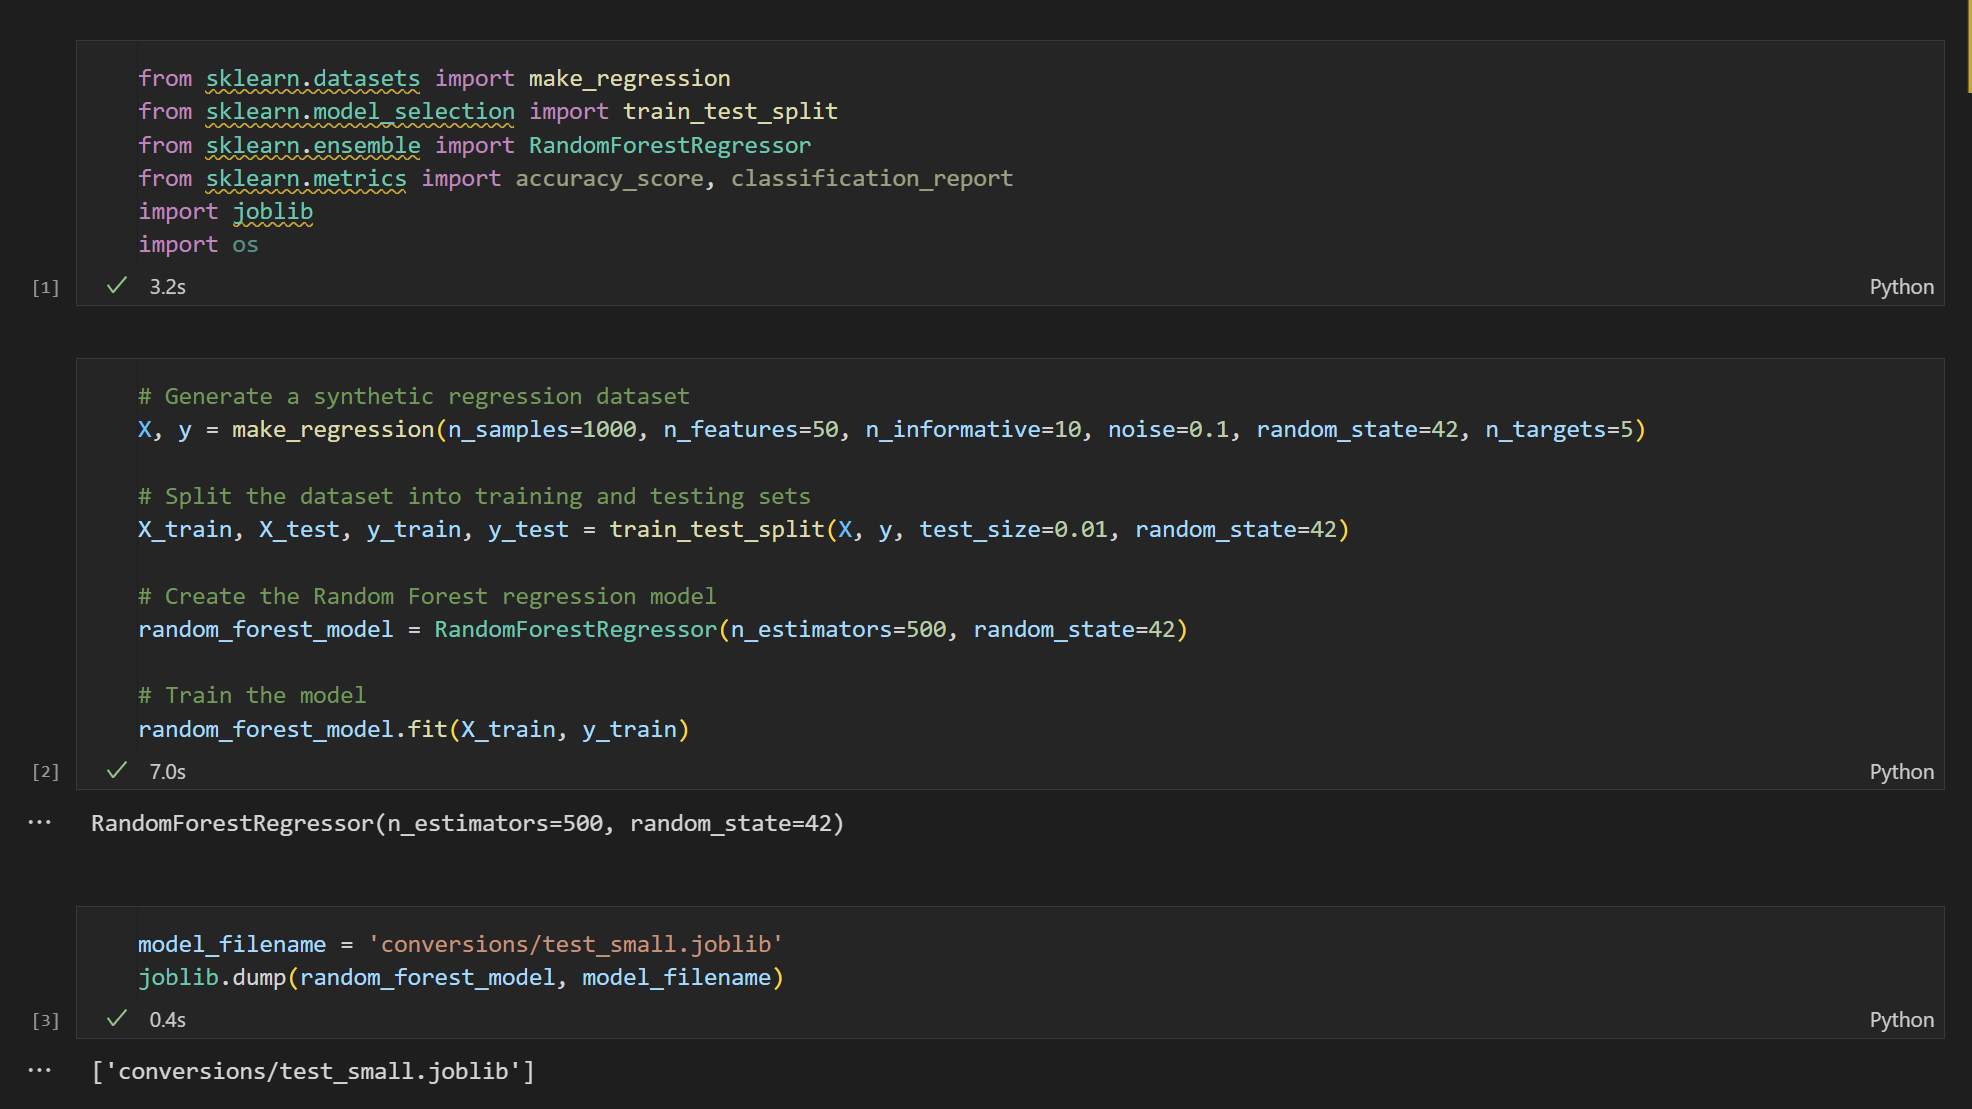 from sklearn.datasets import make_regression
from sklearn.model_selection import train_test_split
from sklearn.ensemble import RandomForestRegressor
from sklearn.metrics import accuracy_score, classification_report
import joblib
import os
[1] 3.2s Python
# Generate a synthetic regression dataset
X, y = make_regression(n_samples=1000, n_features=50, n_informative=10, noise=0.1, random_state=42, n_targets=5)
# Split the dataset into training and testing sets
X_train, X_test, y_train, y_test = train_test_split(X, y, test_size=0.01, random_state=42)
# Create the Random Forest regression model
random_forest_model = RandomForestRegressor(n_estimators=500, random_state=42)
# Train the model
random_forest_model.fit(X_train, y_train)
[2] 7.0s Python
... RandomForestRegressor(n_estimators=500, random_state=42)
model_filename = 'conversions/test_small.joblib'
joblib.dump(random_forest_model, model_filename)
[3] 0.4s Python
... ['conversions/test_small.joblib']